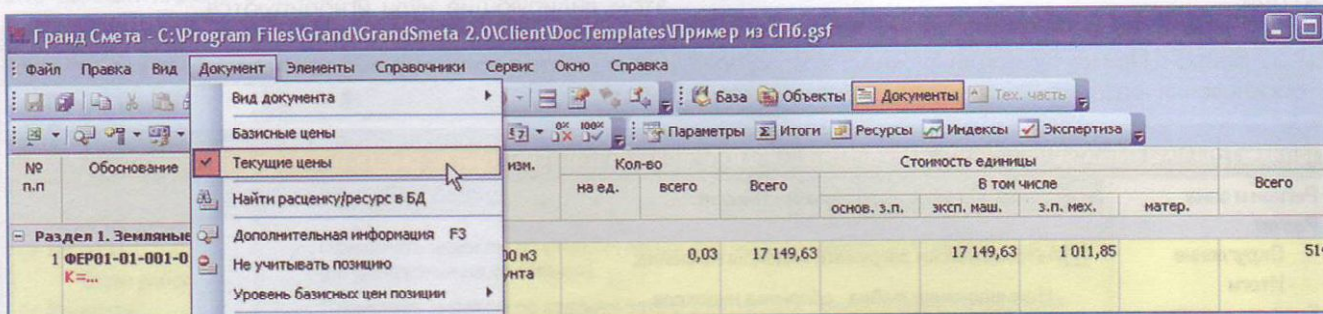 Гранд Смета - C:\Program Files\Grand\GrandSmeta 2.0\Client\DocTemplates\Пример из СПб.gsf
Файл Правка Вид Документ Элементы Справочники Сервис Окно Справка
Вид документа База Объекты Документы Тех. часть
Базисные цены 0% 100% Параметры Итоги Ресурсы Индексы Экспертиза
№ п.п Обоснование Текущие цены изм. Кол-во Стоимость единицы Всего
на ед. всего Всего В том числе
Найти расценку/ресурс в БД основ. з.п. эксп. маш. з.п. мех. матер.
Раздел 1. Земляные Дополнительная информация F3
1 ФЕР01-01-001-0 00 м3 0,03 17 149,63 17 149,63 1 011,85 51
К=... Не учитывать позицию унта
Уровень базисных цен позиции